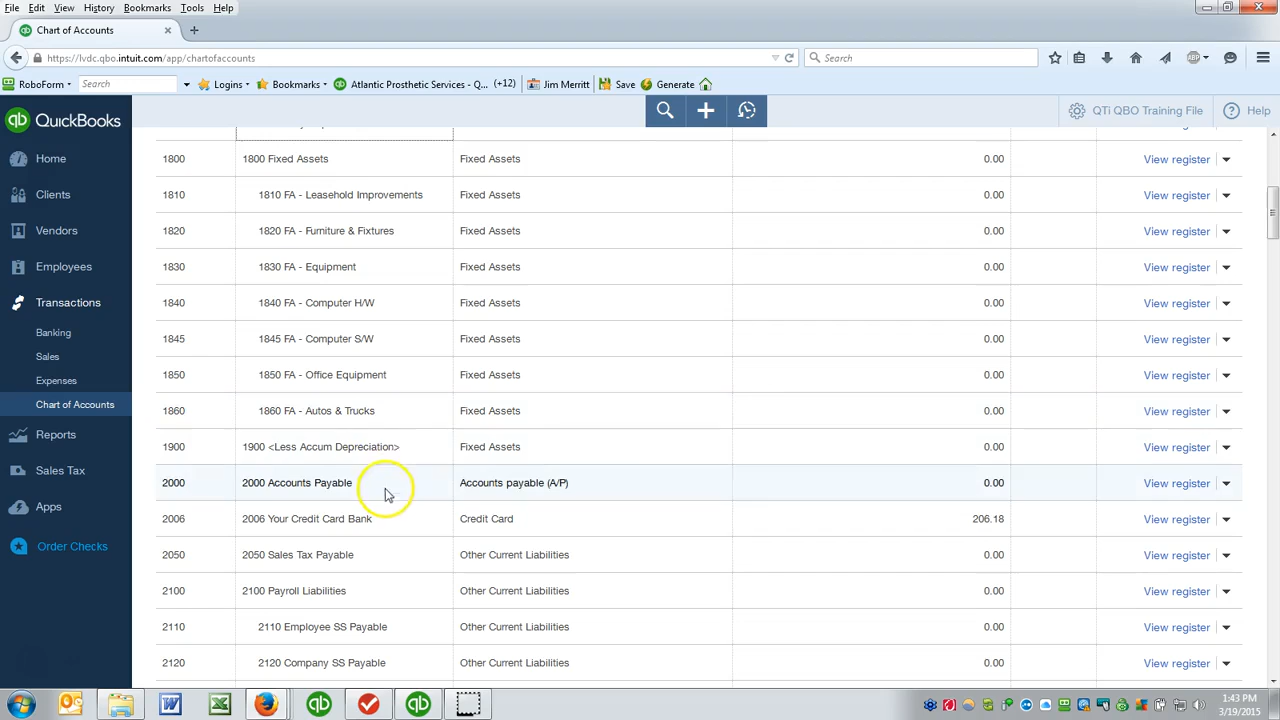 File Edit View History Bookmarks Tools Help
Chart of Accounts
https://lvdc.qbo.intuit.com/app/chartofaccounts
Search
RoboForm Search Logins Bookmarks Atlantic Prosthetic Services - Q... (+12) Jim Merritt Save Generate
QuickBooks
QTi QBO Training File Help
Home
Clients
Vendors
Employees
Transactions
Banking
Sales
Expenses
Chart of Accounts
Reports
Sales Tax
Apps
Order Checks
1800 1800 Fixed Assets Fixed Assets 0.00 View register
1810 1810 FA - Leasehold Improvements Fixed Assets 0.00 View register
1820 1820 FA - Furniture & Fixtures Fixed Assets 0.00 View register
1830 1830 FA - Equipment Fixed Assets 0.00 View register
1840 1840 FA - Computer H/W Fixed Assets 0.00 View register
1845 1845 FA - Computer S/W Fixed Assets 0.00 View register
1850 1850 FA - Office Equipment Fixed Assets 0.00 View register
1860 1860 FA - Autos & Trucks Fixed Assets 0.00 View register
1900 1900 <Less Accum Depreciation> Fixed Assets 0.00 View register
2000 2000 Accounts Payable Accounts payable (A/P) 0.00 View register
2006 2006 Your Credit Card Bank Credit Card 206.18 View register
2050 2050 Sales Tax Payable Other Current Liabilities 0.00 View register
2100 2100 Payroll Liabilities Other Current Liabilities 0.00 View register
2110 2110 Employee SS Payable Other Current Liabilities 0.00 View register
2120 2120 Company SS Payable Other Current Liabilities 0.00 View register
1:43 PM
3/19/2015